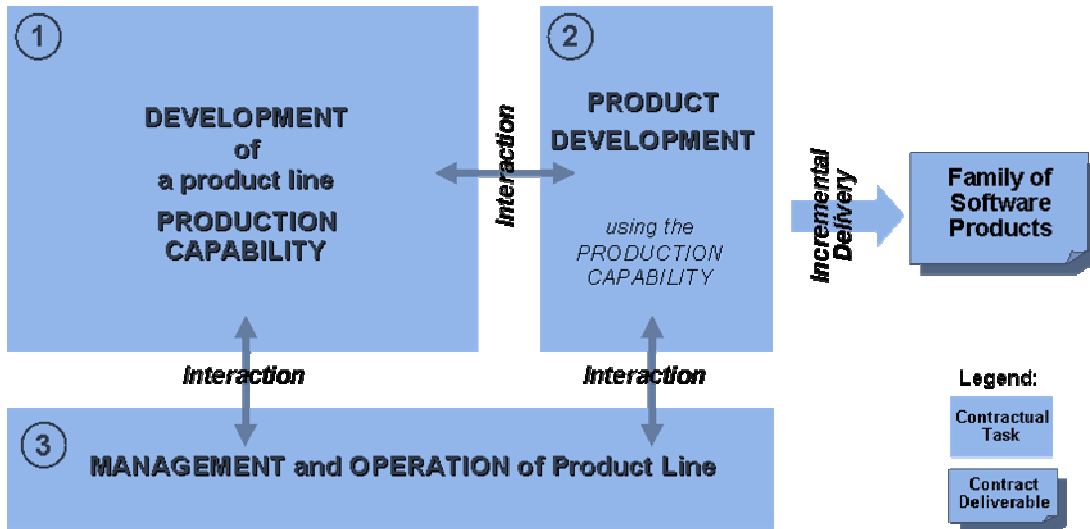 1
DEVELOPMENT
of
a product line
PRODUCTION
CAPABILITY
Interaction
2
PRODUCT
DEVELOPMENT
using the
PRODUCTION
CAPABILITY
Incremental
Delivery
Family of
Software
Products
Interaction
Interaction
3
MANAGEMENT and OPERATION of Product Line
Legend:
Contractual
Task
Contract
Deliverable